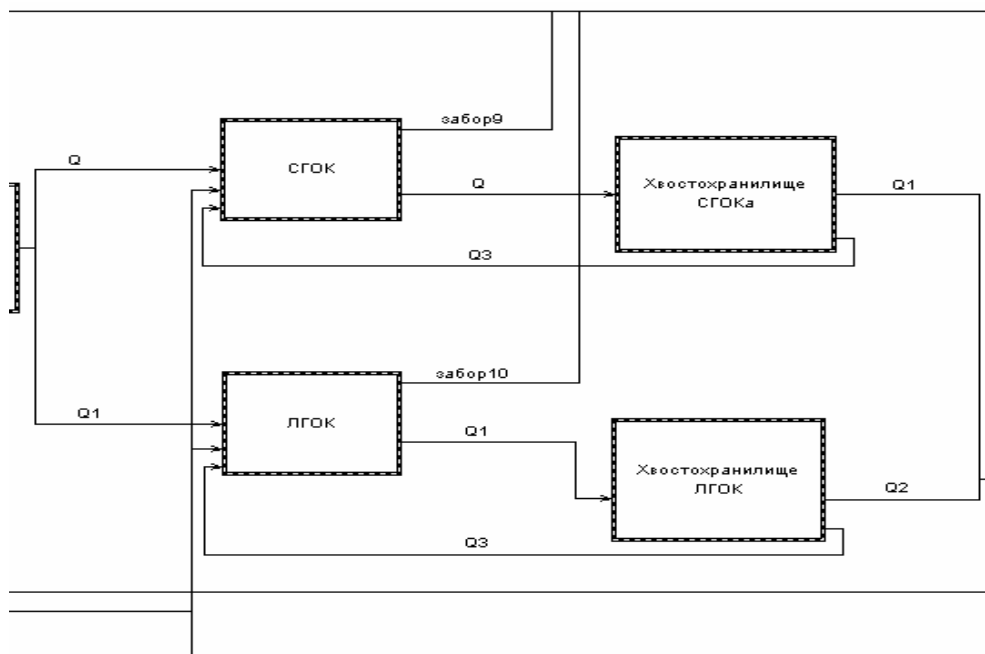 забор9
Q
СГОК
Q
Хвостохранилище
СГОКа
Q1
Q3
забор10
Q1
ЛГОК
Q1
Хвостохранилище
ЛГОК
Q2
Q3